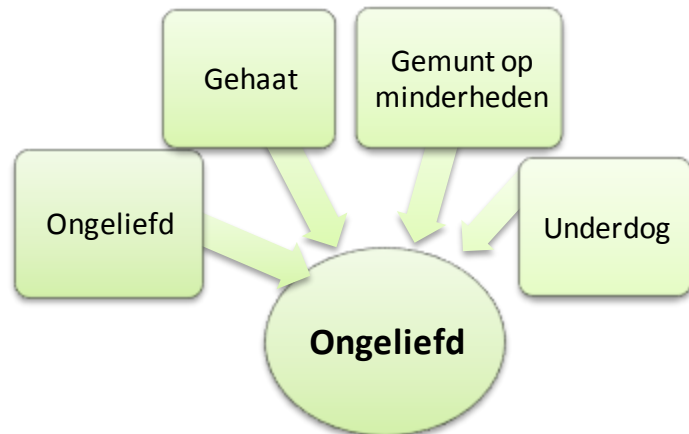 Gehaat
Gemunt op
minderheden
Ongeliefd
Underdog
Ongeliefd